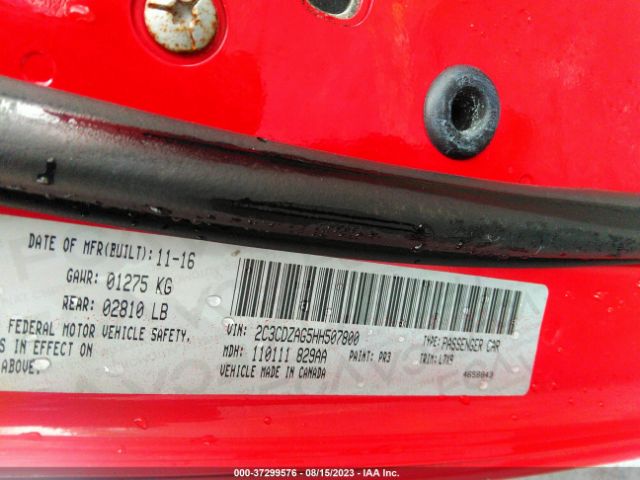 DATE OF MFR(BUILT): 11-16
GAWR: 01275 KG
REAR: 02810 LB
FEDERAL MOTOR VEHICLE SAFETY,
S IN EFFECT ON
ABOVE.
VIN: 2C3CDZAG5HH507800
TYPE: PASSENGER CAR
MDH: 110111 829AA
PAINT: PR3
TRIM: L7X9
VEHICLE MADE IN CANADA
4658843
000-37299576 - 08/15/2023 - IAA Inc.